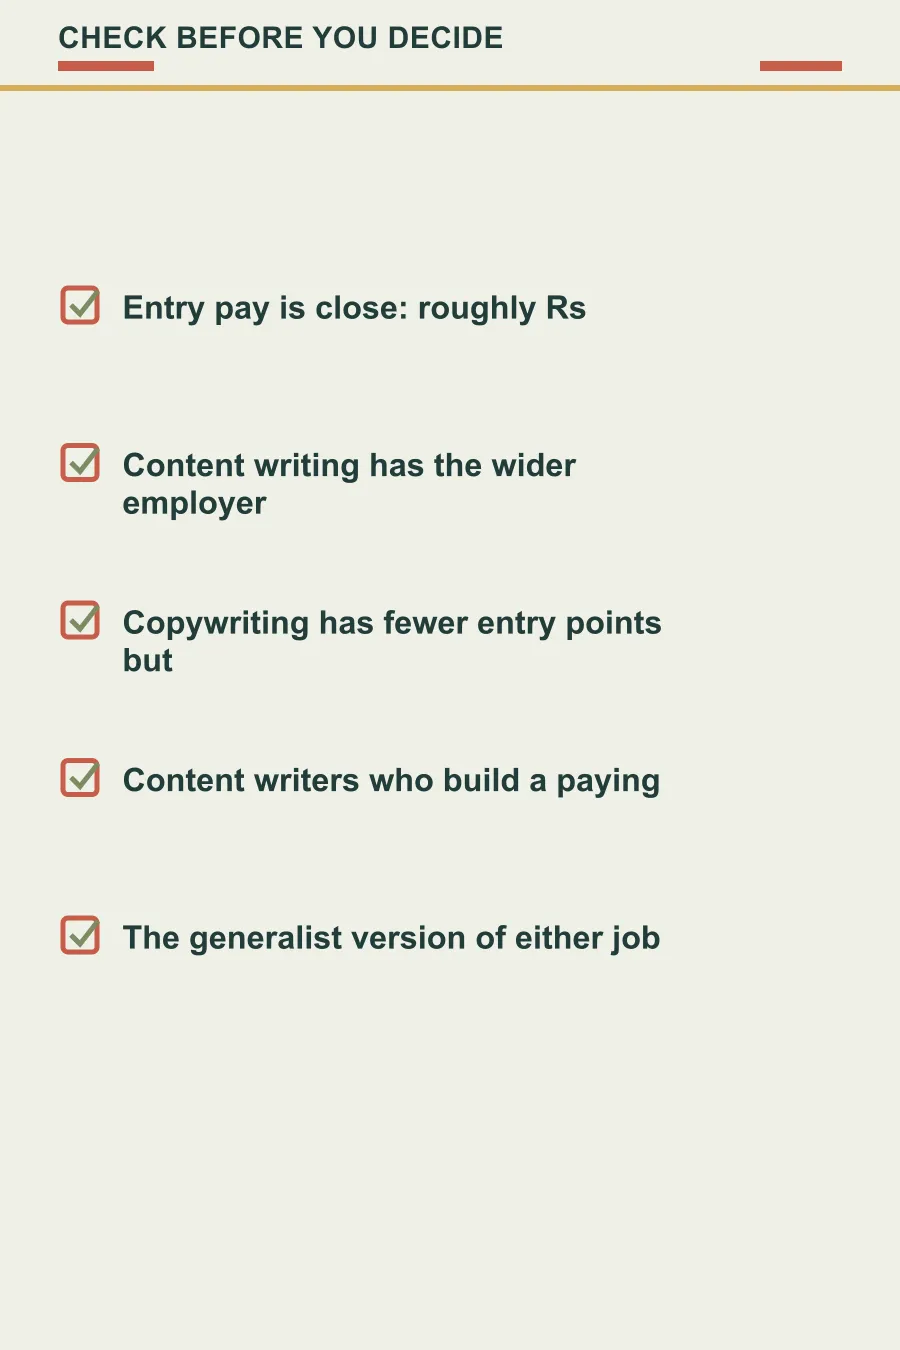 CHECK BEFORE YOU DECIDE
Entry pay is close: roughly Rs
Content writing has the wider
employer
Copywriting has fewer entry points
but
Content writers who build a paying
The generalist version of either job